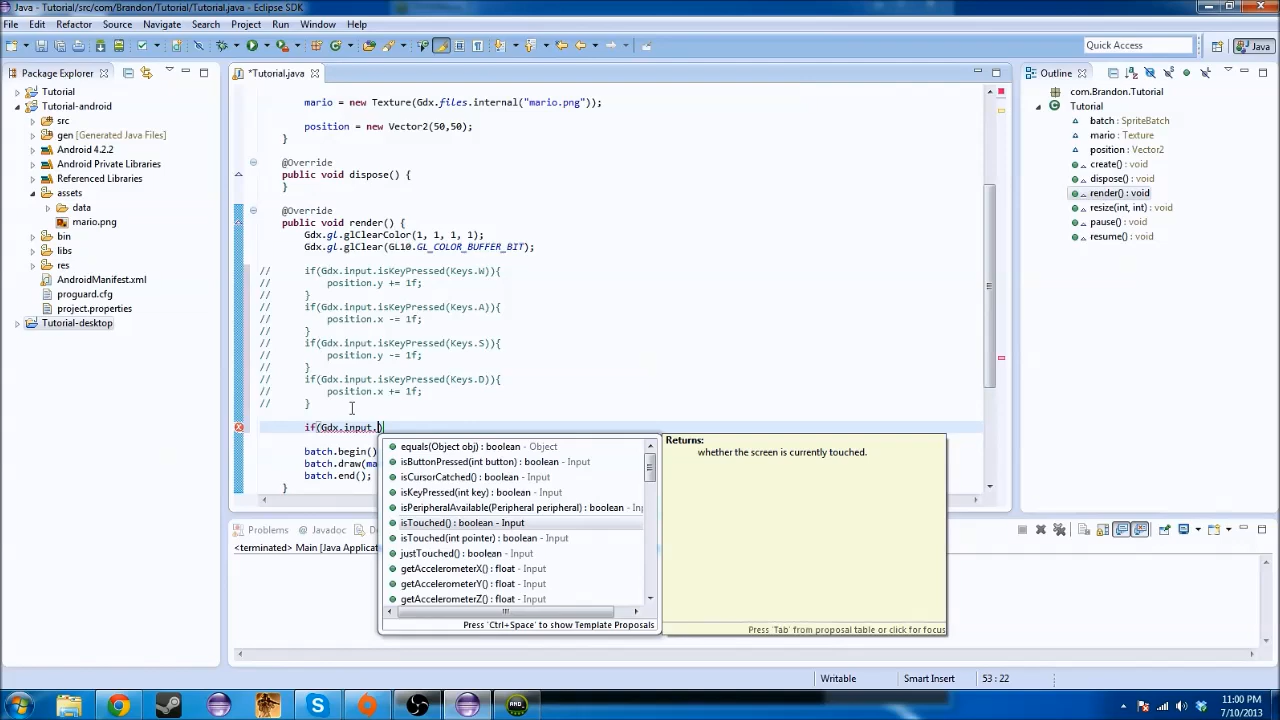 Java - Tutorial/src/com/Brandon/Tutorial/Tutorial.java - Eclipse SDK
File Edit Refactor Source Navigate Search Project Run Window Help
Quick Access
Java
Package Explorer
Tutorial
Tutorial-android
src
gen [Generated Java Files]
Android 4.2.2
Android Private Libraries
Referenced Libraries
assets
data
mario.png
bin
libs
res
AndroidManifest.xml
proguard.cfg
project.properties
Tutorial-desktop
*Tutorial.java
mario = new Texture(Gdx.files.internal("mario.png"));
position = new Vector2(50,50);
}
@Override
public void dispose() {
}
@Override
public void render() {
Gdx.gl.glClearColor(1, 1, 1, 1);
Gdx.gl.glClear(GL10.GL_COLOR_BUFFER_BIT);
// if(Gdx.input.isKeyPressed(Keys.W)){
// position.y += 1f;
// }
// if(Gdx.input.isKeyPressed(Keys.A)){
// position.x -= 1f;
// }
// if(Gdx.input.isKeyPressed(Keys.S)){
// position.y -= 1f;
// }
// if(Gdx.input.isKeyPressed(Keys.D)){
// position.x += 1f;
// }
if(Gdx.input.)
batch.begin()
batch.draw(ma
batch.end();
}
equals(Object obj) : boolean - Object
isButtonPressed(int button) : boolean - Input
isCursorCatched() : boolean - Input
isKeyPressed(int key) : boolean - Input
isPeripheralAvailable(Peripheral peripheral) : boolean - Inp
isTouched() : boolean - Input
isTouched(int pointer) : boolean - Input
justTouched() : boolean - Input
getAccelerometerX() : float - Input
getAccelerometerY() : float - Input
getAccelerometerZ() : float - Input
Press 'Ctrl+Space' to show Template Proposals
Returns:
whether the screen is currently touched.
Press 'Tab' from proposal table or click for focus
Outline
com.Brandon.Tutorial
Tutorial
batch : SpriteBatch
mario : Texture
position : Vector2
create() : void
dispose() : void
render() : void
resize(int, int) : void
pause() : void
resume() : void
Problems Javadoc D
<terminated> Main [Java Applicat
Writable Smart Insert 53 : 22
11:00 PM
7/10/2013